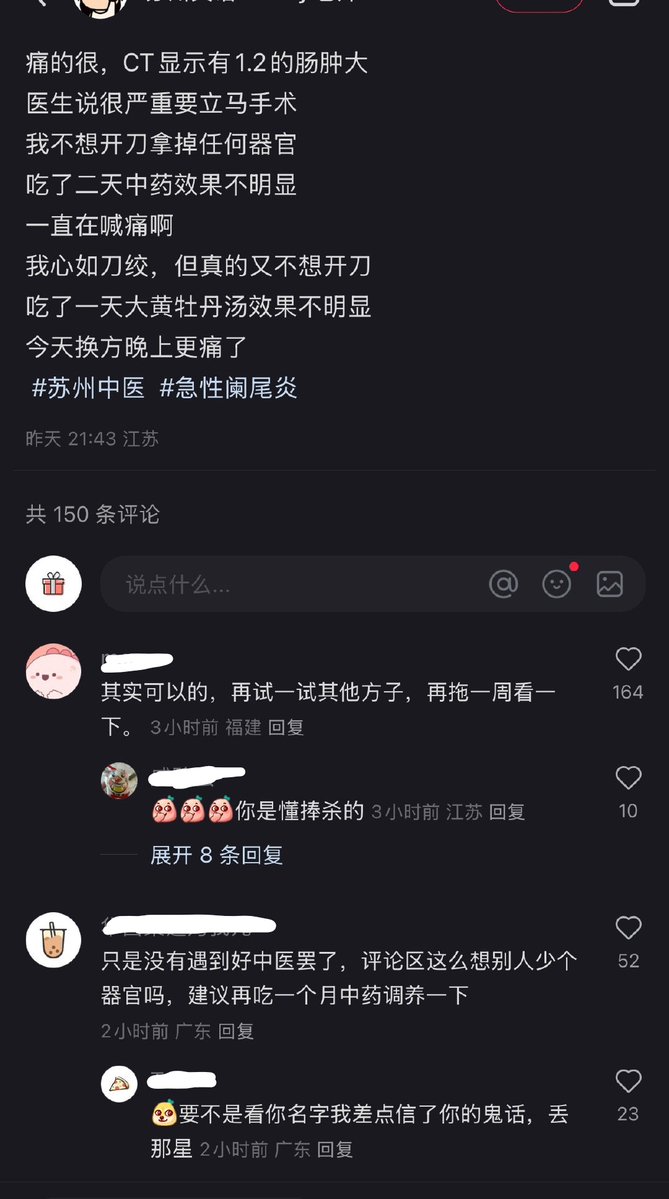 痛的很，CT 显示有 1.2 的肠肿大
医生说很严重要立马手术
我不想开刀拿掉任何器官
吃了二天中药效果不明显
一直在喊痛啊
我心如刀绞，但真的又不想开刀
吃了一天大黄牡丹汤效果不明显
今天换方晚上更痛了
#苏州中医 #急性阑尾炎
昨天 21:43 江苏
共 150 条评论
说点什么...
其实可以的，再试一试其他方子，再拖一周看一
下。 3小时前 福建 回复
164
你是懂捧杀的 3小时前 江苏 回复
10
展开 8 条回复
只是没有遇到好中医罢了，评论区这么想别人少个
器官吗，建议再吃一个月中药调养一下
52
2小时前 广东 回复
要不是看你名字我差点信了你的鬼话，丢
那星 2小时前 广东 回复
23